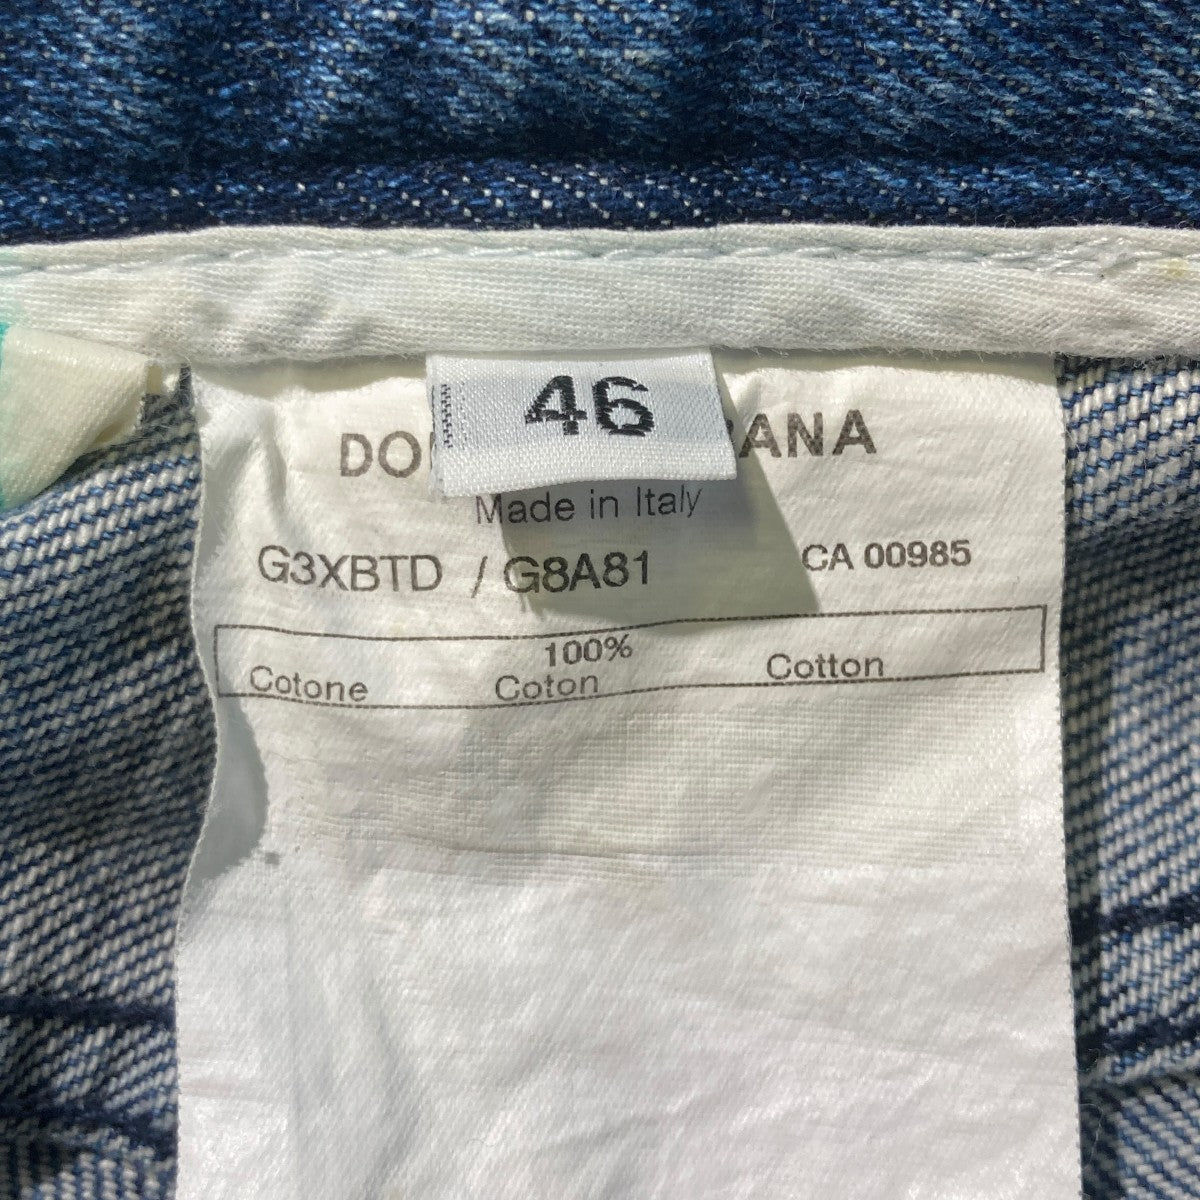 46
DO ANA
Made in Italy
G3XBTD / G8A81 CA 00985
100%
Cotone Coton Cotton